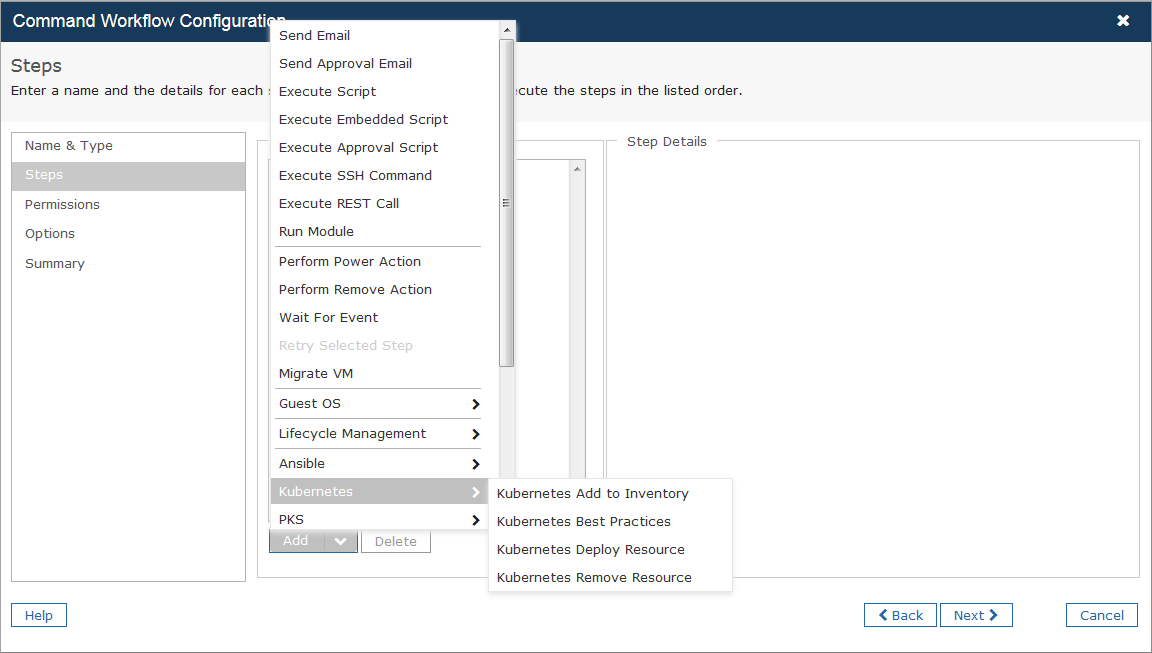 Command Workflow Configuration
Steps
Enter a name and the details for each
ecute the steps in the listed order.
Name & Type
Steps
Permissions
Options
Summary
Send Email
Send Approval Email
Execute Script
Execute Embedded Script
Execute Approval Script
Execute SSH Command
Execute REST Call
Run Module
Perform Power Action
Perform Remove Action
Wait For Event
Retry Selected Step
Migrate VM
Guest OS
Lifecycle Management
Ansible
Kubernetes
PKS
Kubernetes Add to Inventory
Kubernetes Best Practices
Kubernetes Deploy Resource
Kubernetes Remove Resource
Add
Delete
Step Details
Help
Back
Next
Cancel